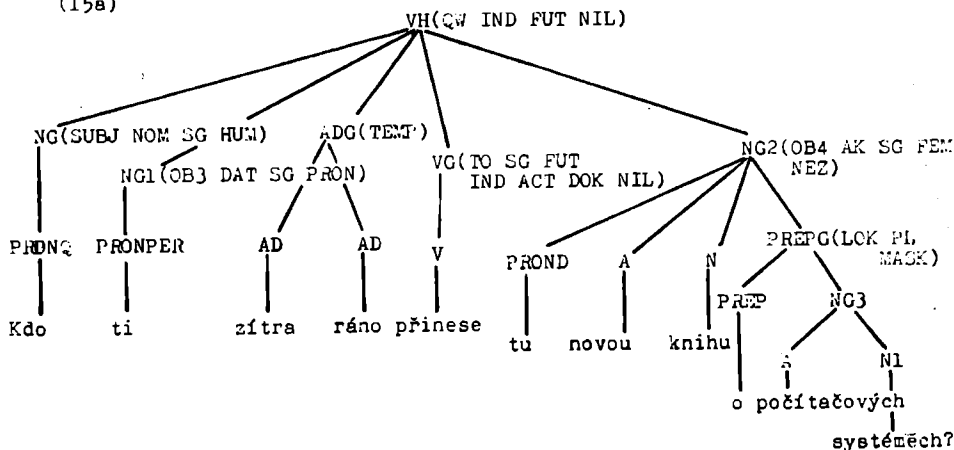 (15a)
VH(QW IND FUT NIL)
NG(SUBJ NOM SG HUM) ADG(TEMP)
NG1(OB3 DAT SG PRON) VG(TO SG FUT IND ACT DOK NIL) NG2(OB4 AK SG FEM NEZ)
PRONQ PRONPER AD AD V PROND A N PREPG(LOK PL MASK)
PREP NG3
Kdo ti zítra ráno přinese tu novou knihu
A N1
o počítačových
systémech?